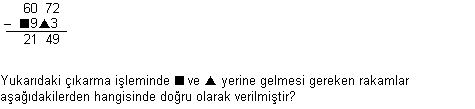 60 72
− ■9▲3
21 49
Yukarıdaki çıkarma işleminde ■ ve ▲ yerine gelmesi gereken rakamlar
aşağıdakilerden hangisinde doğru olarak verilmiştir?